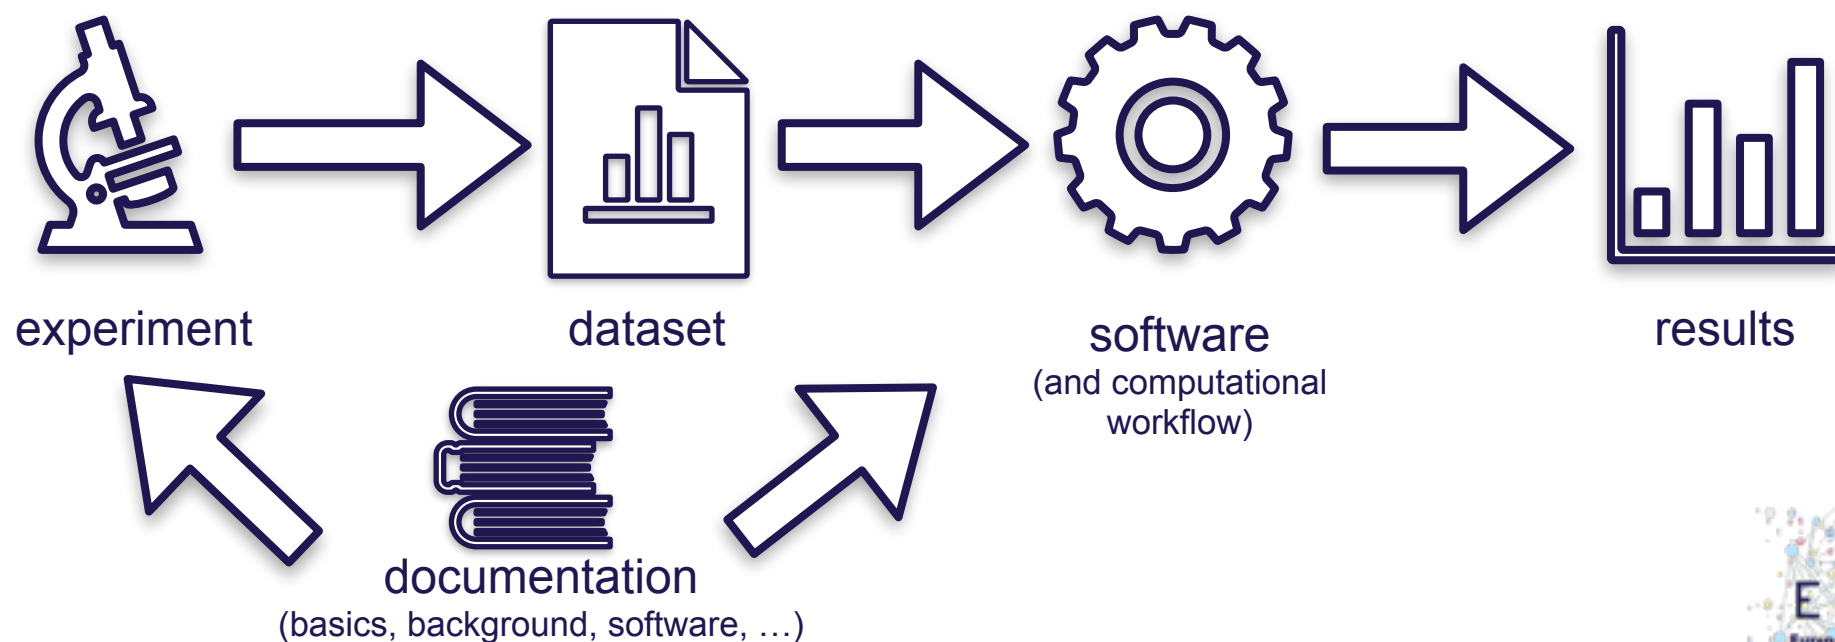 experiment
dataset
software
(and computational
workflow)
results
documentation
(basics, background, software, …)
E